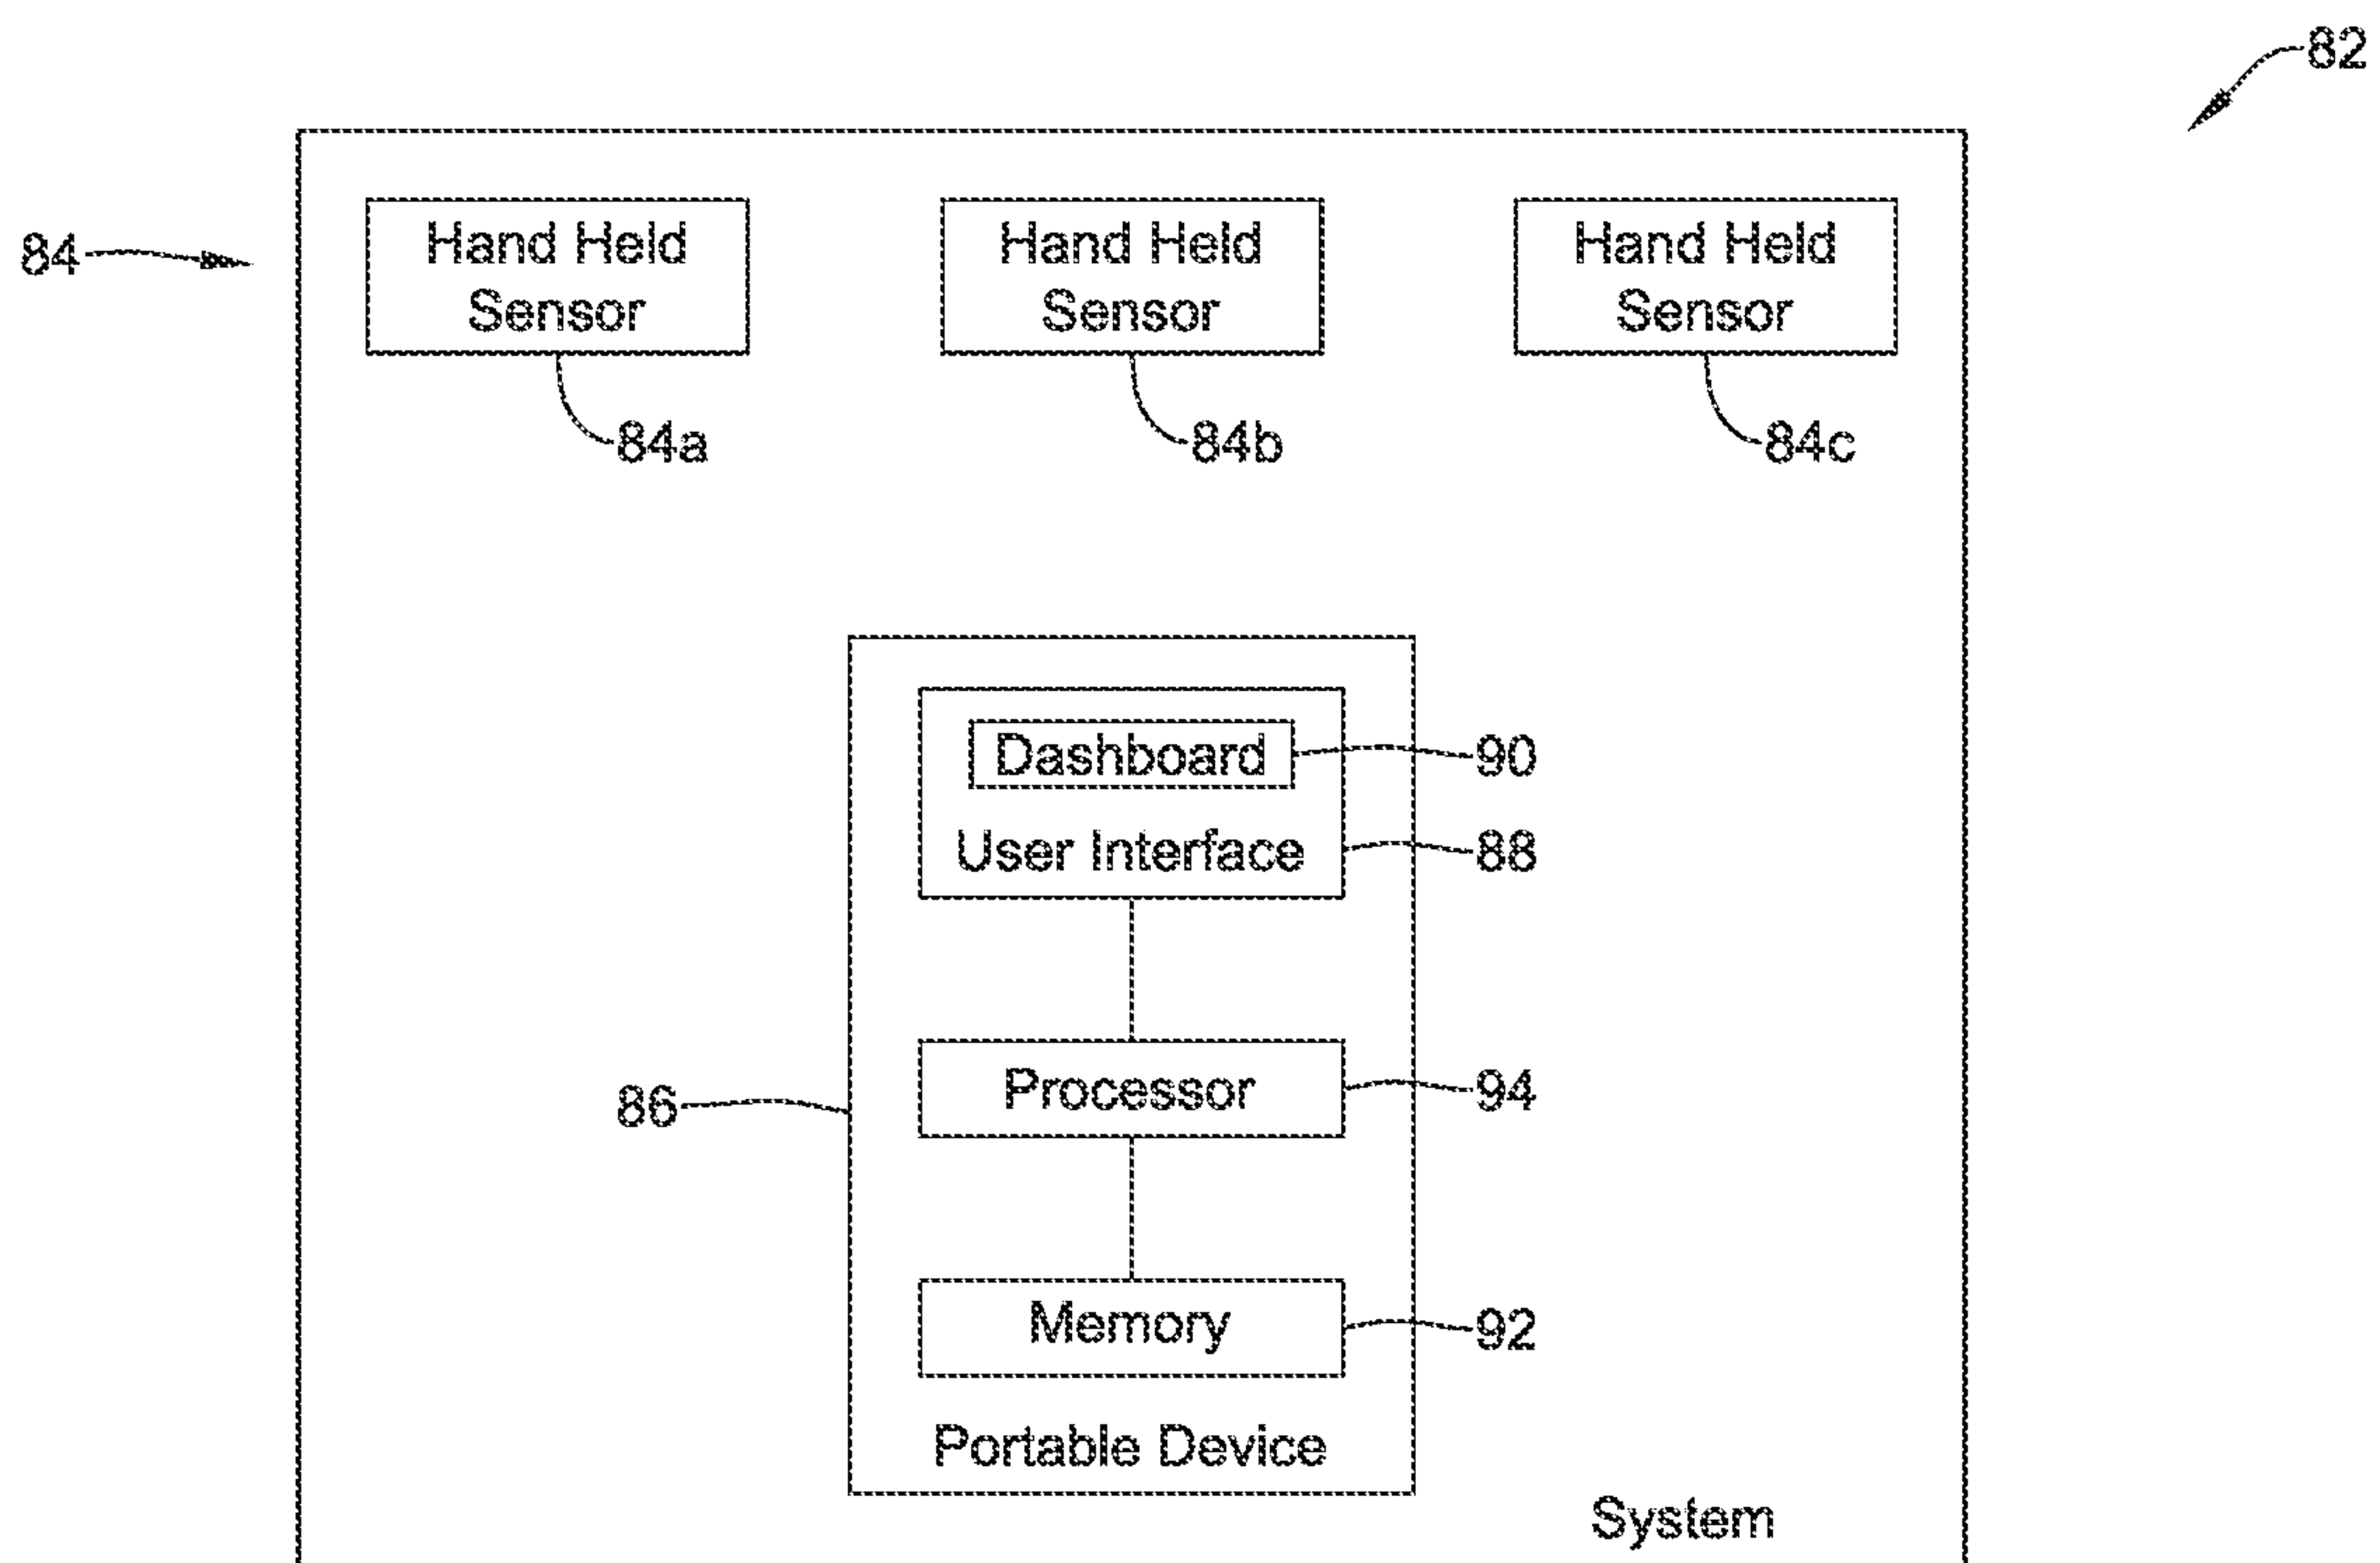 82
84
Hand Held
Sensor
84a
Hand Held
Sensor
84b
Hand Held
Sensor
84c
Dashboard
90
User Interface
88
Processor
94
86
Memory
92
Portable Device
System